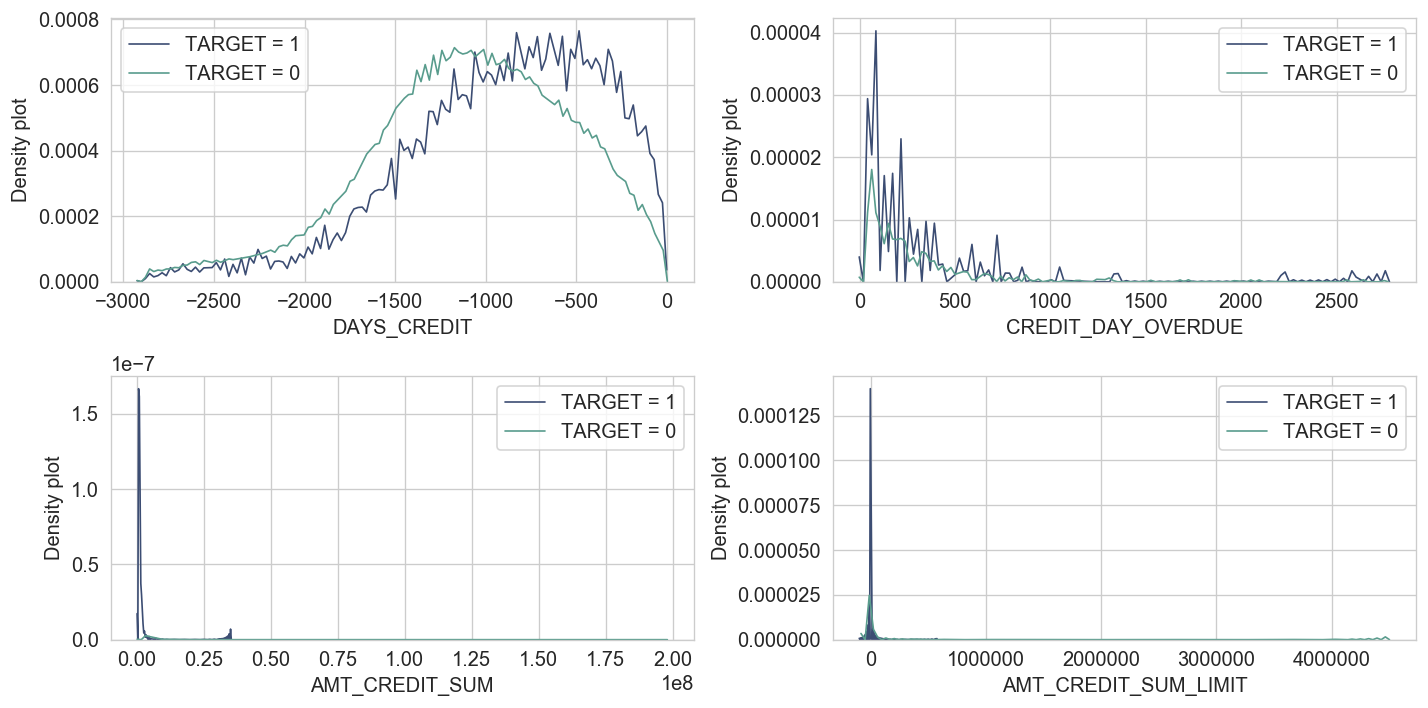 TARGET = 1
TARGET = 0
0.0008
0.0006
0.0004
0.0002
0.0000
Density plot
−3000 −2500 −2000 −1500 −1000 −500 0
DAYS_CREDIT
TARGET = 1
TARGET = 0
0.00004
0.00003
0.00002
0.00001
0.00000
Density plot
0 500 1000 1500 2000 2500
CREDIT_DAY_OVERDUE
1e−7
TARGET = 1
TARGET = 0
1.5
1.0
0.5
0.0
Density plot
0.00 0.25 0.50 0.75 1.00 1.25 1.50 1.75 2.00
1e8
AMT_CREDIT_SUM
TARGET = 1
TARGET = 0
0.000125
0.000100
0.000075
0.000050
0.000025
0.000000
Density plot
0 1000000 2000000 3000000 4000000
AMT_CREDIT_SUM_LIMIT